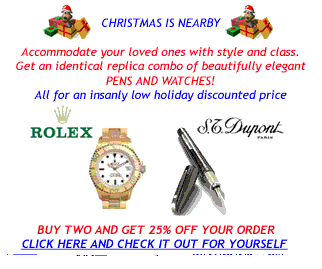 CHRISTMAS IS NEARBY
Accommodate your loved ones with style and class.
Get an identical replica combo of beautifully elegant
PENS AND WATCHES!
All for an insanly low holiday discounted price
ROLEX
S.T. Dupont
PARIS
BUY TWO AND GET 25% OFF YOUR ORDER
CLICK HERE AND CHECK IT OUT FOR YOURSELF